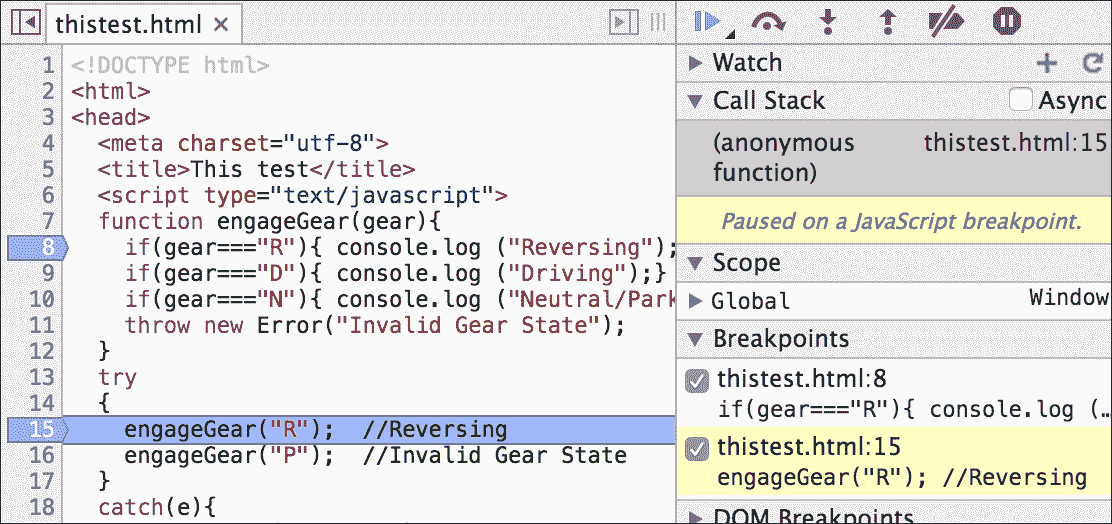 thistest.html ×
1 <!DOCTYPE html>
2 <html>
3 <head>
4 <meta charset="utf-8">
5 <title>This test</title>
6 <script type="text/javascript">
7 function engageGear(gear){
8 if(gear==="R"){ console.log ("Reversing");
9 if(gear==="D"){ console.log ("Driving");}
10 if(gear==="N"){ console.log ("Neutral/Park
11 throw new Error("Invalid Gear State");
12 }
13 try
14 {
15 engageGear("R"); //Reversing
16 engageGear("P"); //Invalid Gear State
17 }
18 catch(e){
Watch
Call Stack Async
(anonymous function) thistest.html:15
Paused on a JavaScript breakpoint.
Scope
Global Window
Breakpoints
thistest.html:8
if(gear==="R"){ console.log (…
thistest.html:15
engageGear("R"); //Reversing
DOM Breakpoints